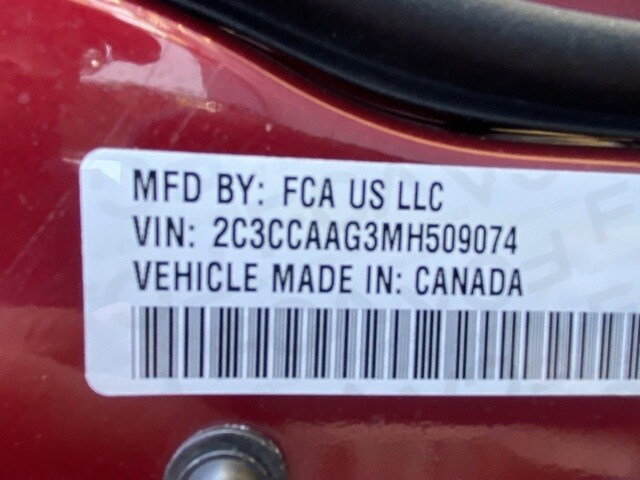 MFD BY: FCA US LLC
VIN: 2C3CCAAG3MH509074
VEHICLE MADE IN: CANADA